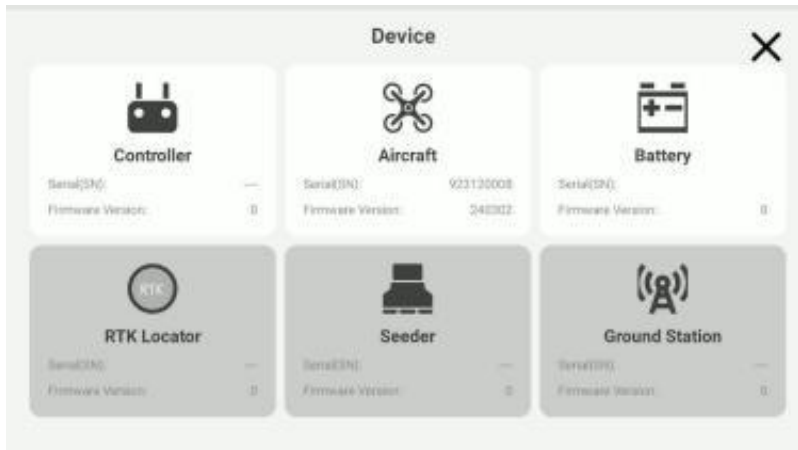 Device
Controller
Serial(SN): ---
Firmware Version: 0
Aircraft
Serial(SN): 923120008
Firmware Version: 240302
Battery
Serial(SN):
Firmware Version: 0
RTK
RTK Locator
Serial(SN): ---
Firmware Version: 0
Seeder
Serial(SN): ---
Firmware Version: 0
Ground Station
Serial(SN): ---
Firmware Version: 0